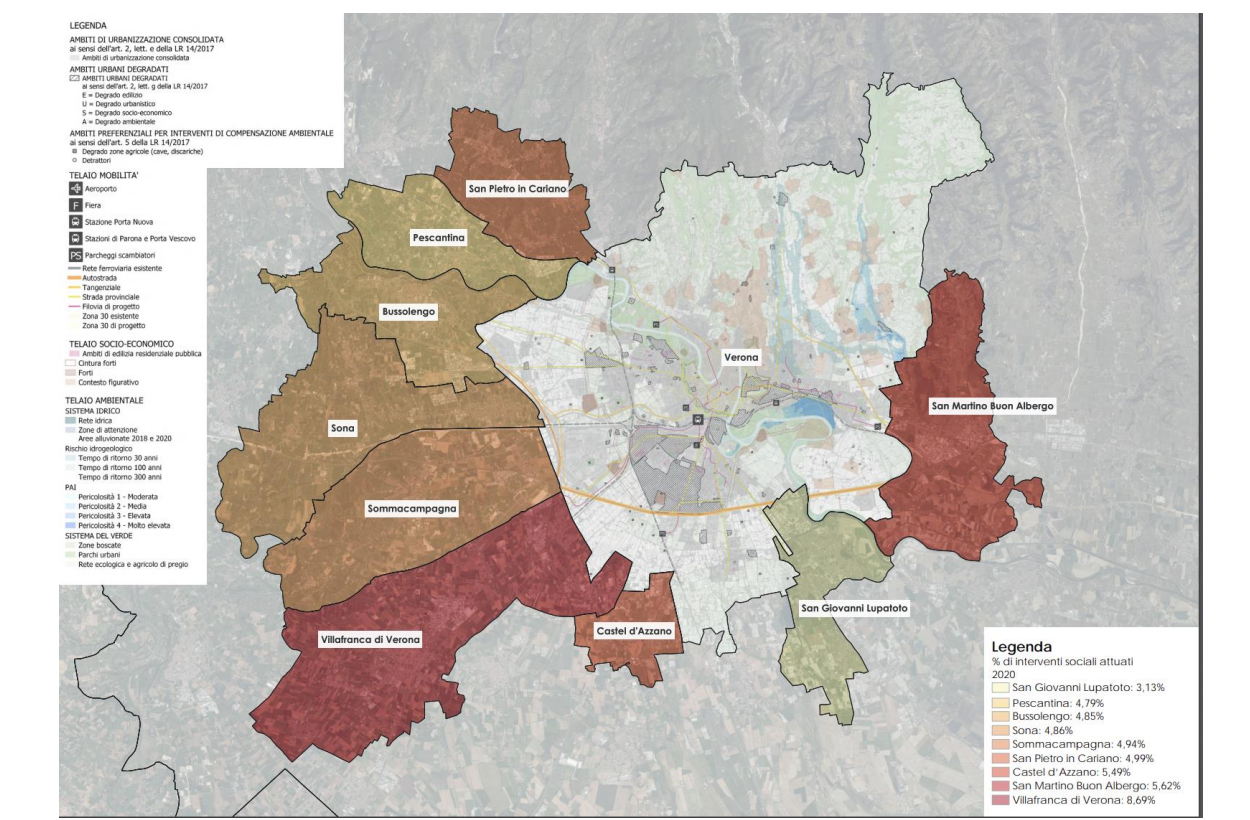 LEGENDA
AMBITI DI URBANIZZAZIONE CONSOLIDATA
ai sensi dell'art. 2, lett. e della LR 14/2017
Ambiti di urbanizzazione consolidata
AMBITI URBANI DEGRADATI
AMBITI URBANI DEGRADATI
ai sensi dell'art. 2, lett. g della LR 14/2017
E = Degrado edilizio
U = Degrado urbanistico
S = Degrado socio-economico
A = Degrado ambientale
AMBITI PREFERENZIALI PER INTERVENTI DI COMPENSAZIONE AMBIENTALE
ai sensi dell'art. 5 della LR 14/2017
Degrado zone agricole (cave, discariche)
Detrattori
TELAIO MOBILITA'
Aeroporto
F Fiera
Stazione Porta Nuova
Stazioni di Parona e Porta Vescovo
PS Parcheggi scambiatori
Rete ferroviaria esistente
Autostrada
Tangenziale
Strada provinciale
Filovia di progetto
Zona 30 esistente
Zona 30 di progetto
TELAIO SOCIO-ECONOMICO
Ambiti di edilizia residenziale pubblica
Cintura forti
Forti
Contesto figurativo
TELAIO AMBIENTALE
SISTEMA IDRICO
Rete idrica
Zone di attenzione
Aree alluvionate 2018 e 2020
Rischio idrogeologico
Tempo di ritorno 30 anni
Tempo di ritorno 100 anni
Tempo di ritorno 300 anni
PAI
Pericolosità 1 - Moderata
Pericolosità 2 - Media
Pericolosità 3 - Elevata
Pericolosità 4 - Molto elevata
SISTEMA DEL VERDE
Zone boscate
Parchi urbani
Rete ecologica e agricolo di pregio
San Pietro in Cariano
Pescantina
Bussolengo
Verona
San Martino Buon Albergo
Sona
Sommacampagna
San Giovanni Lupatoto
Castel d'Azzano
Villafranca di Verona
Legenda
% di interventi sociali attuati
2020
San Giovanni Lupatoto: 3,13%
Pescantina: 4,79%
Bussolengo: 4,85%
Sona: 4,86%
Sommacampagna: 4,94%
San Pietro in Cariano: 4,99%
Castel d'Azzano: 5,49%
San Martino Buon Albergo: 5,62%
Villafranca di Verona: 8,69%